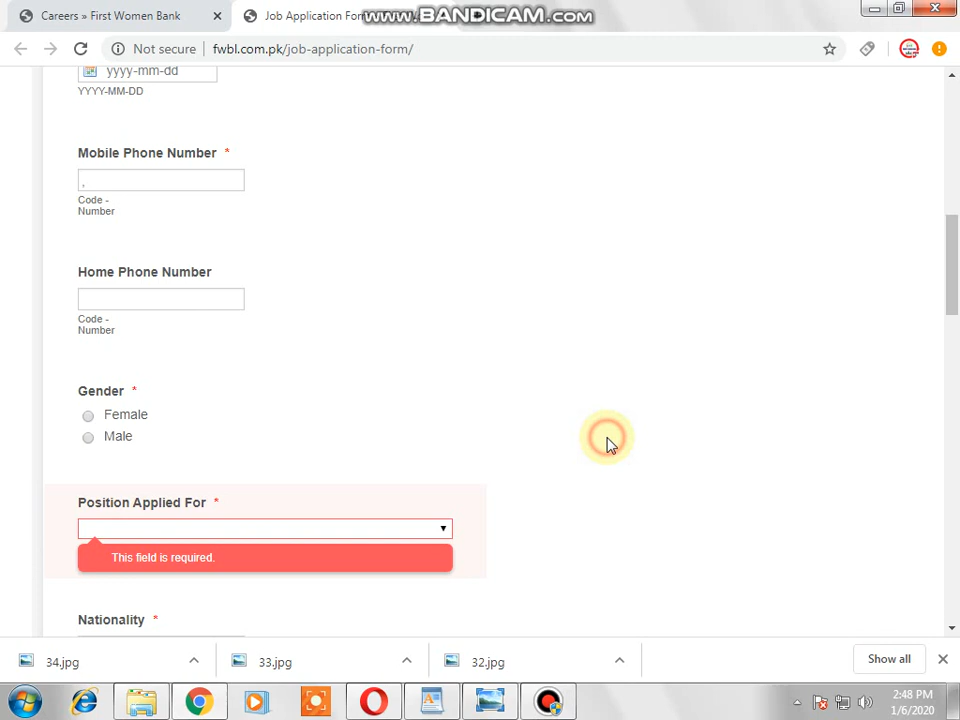 Careers » First Women Bank
Job Application Form
www.BANDICAM.com
Not secure
fwbl.com.pk/job-application-form/
yyyy-mm-dd
YYYY-MM-DD
Mobile Phone Number *
Code -
Number
Home Phone Number
Code -
Number
Gender *
Female
Male
Position Applied For *
This field is required.
Nationality *
34.jpg
33.jpg
32.jpg
Show all
2:48 PM
1/6/2020